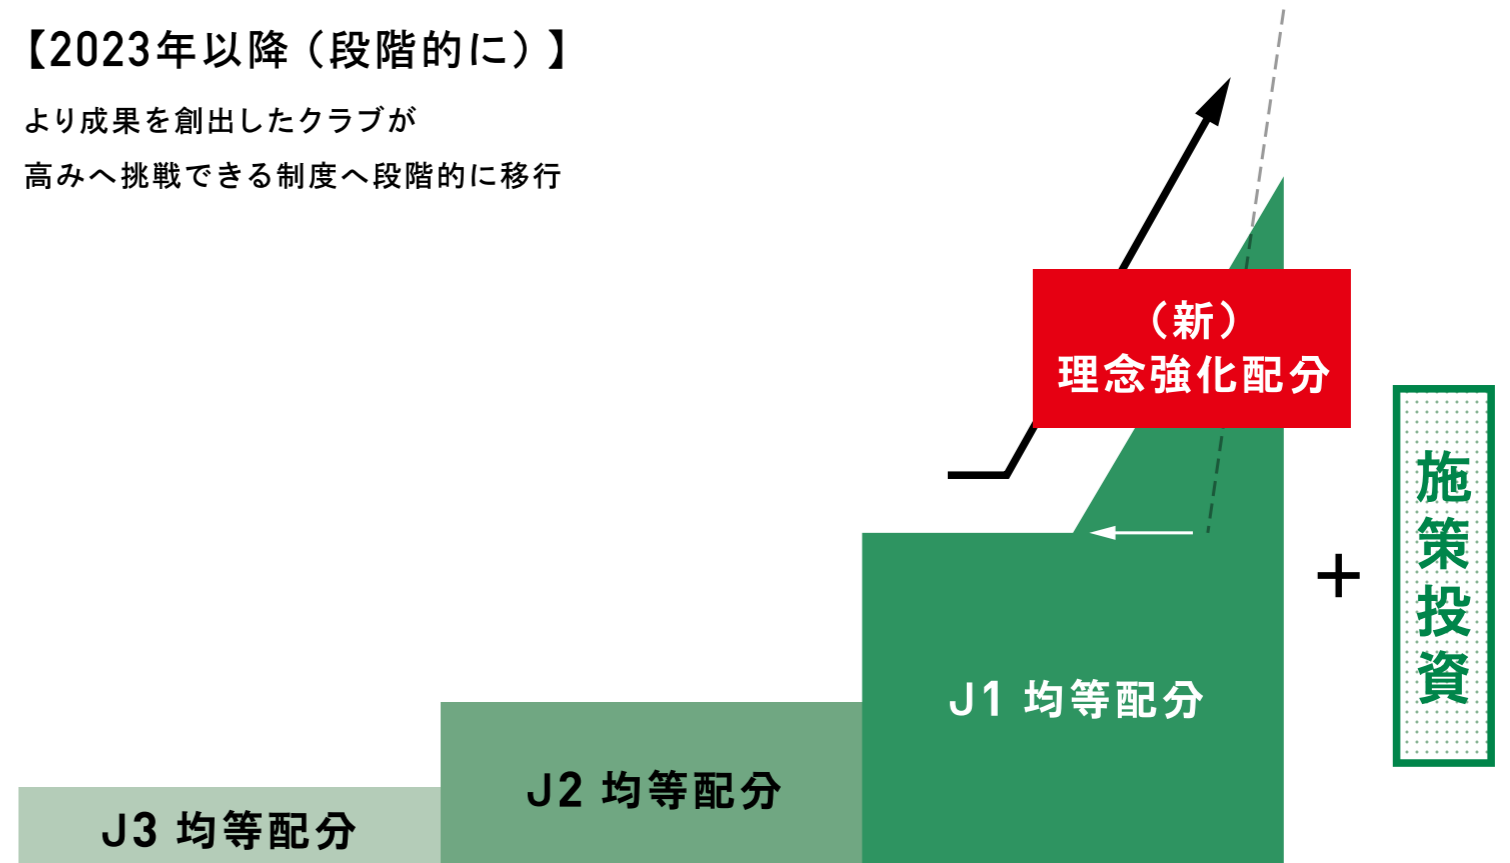 【2023年以降（段階的に）】
より成果を創出したクラブが
高みへ挑戦できる制度へ段階的に移行
（新）
理念強化配分
施策投資
+
J1 均等配分
J2 均等配分
J3 均等配分